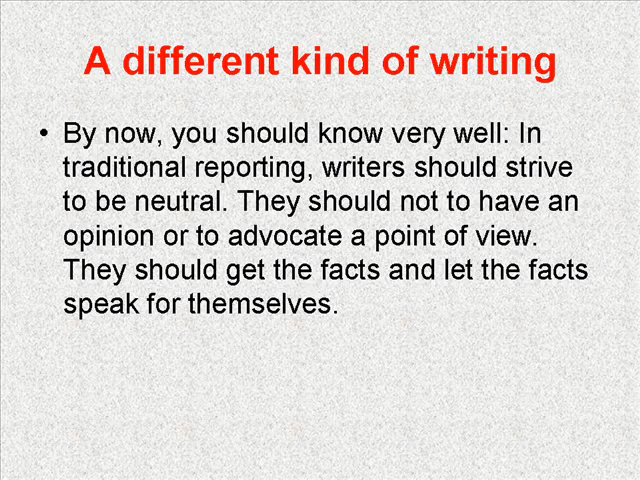 A different kind of writing
• By now, you should know very well: In
traditional reporting, writers should strive
to be neutral. They should not to have an
opinion or to advocate a point of view.
They should get the facts and let the facts
speak for themselves.